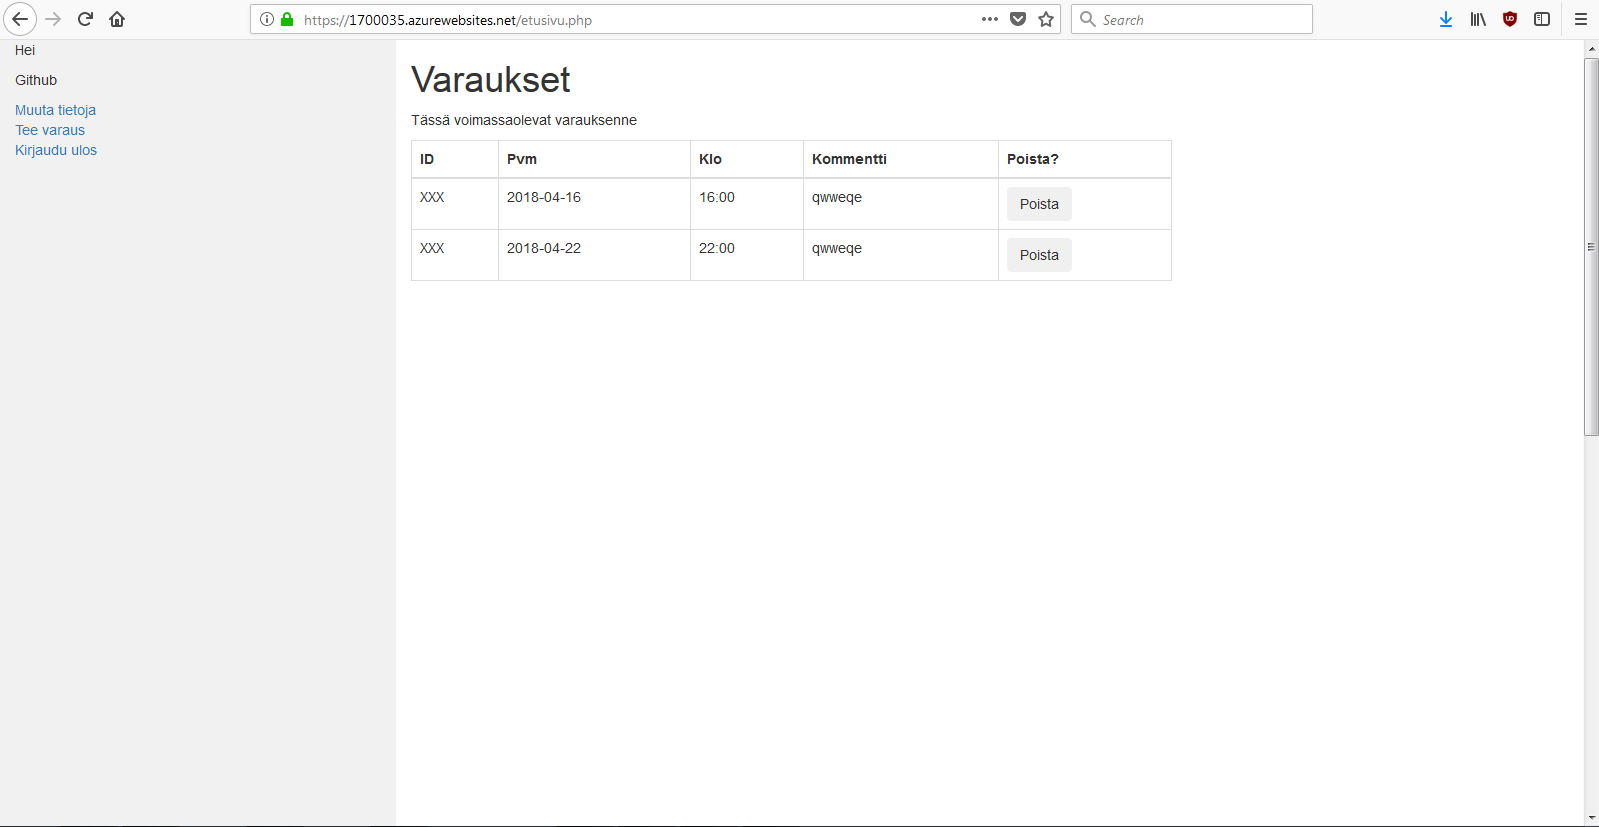 https://1700035.azurewebsites.net/etusivu.php
Search
Hei
Github
Muuta tietoja
Tee varaus
Kirjaudu ulos
Varaukset
Tässä voimassaolevat varauksenne
ID Pvm Klo Kommentti Poista?
XXX 2018-04-16 16:00 qwweqe Poista
XXX 2018-04-22 22:00 qwweqe Poista